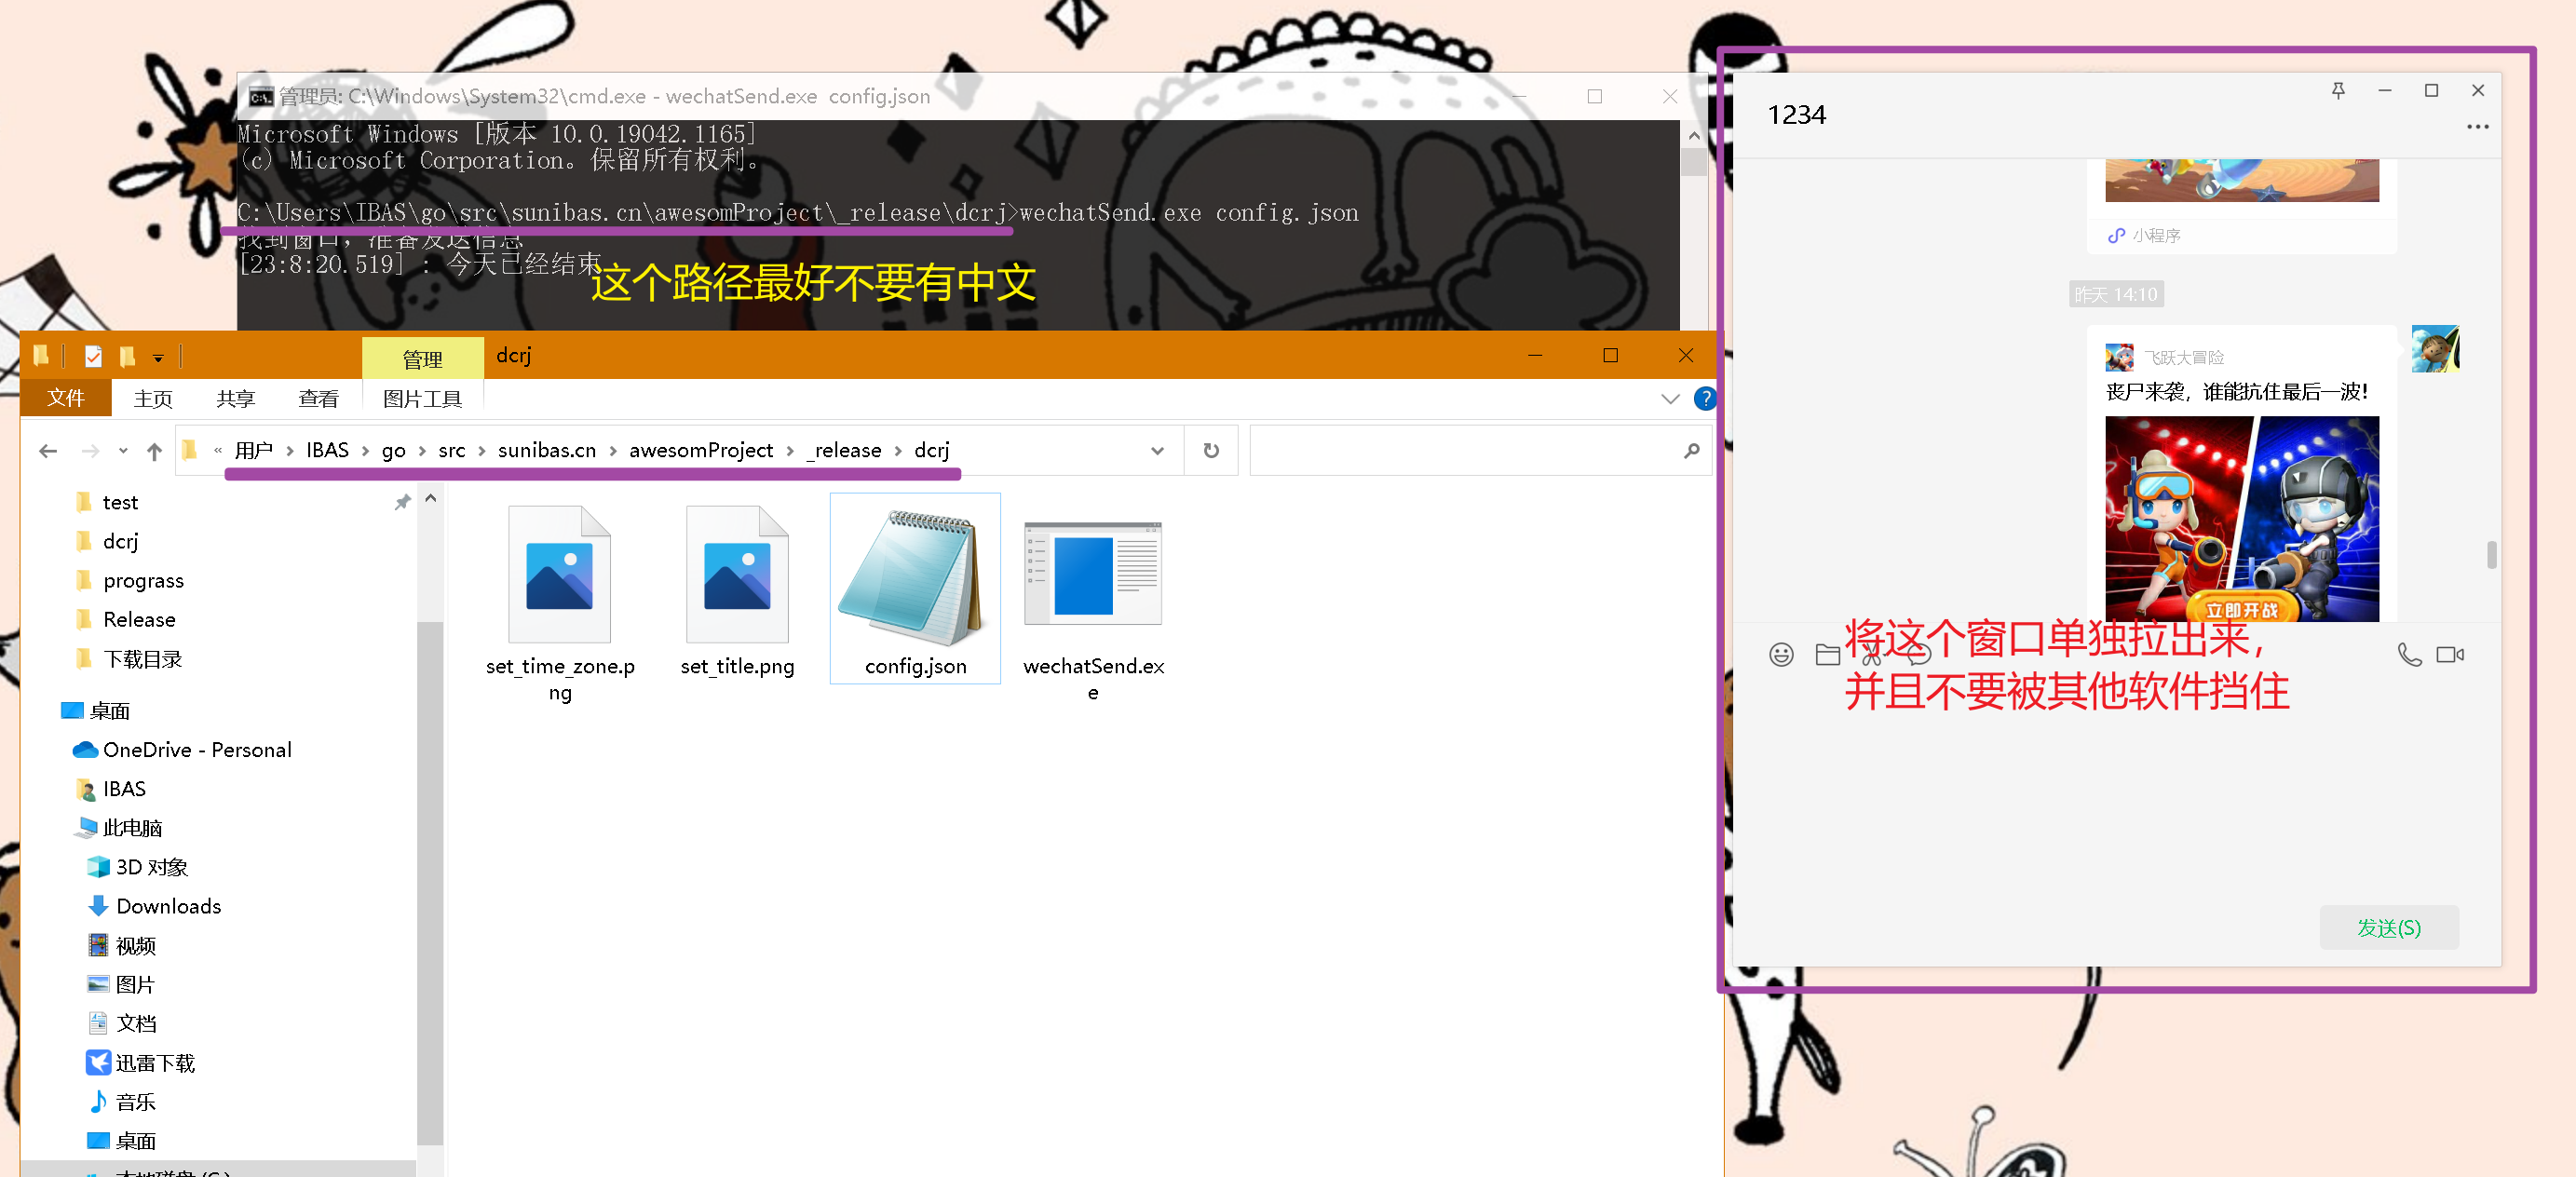 管理员: C:\Windows\System32\cmd.exe - wechatSend.exe  config.json
Microsoft Windows [版本 10.0.19042.1165]
(c) Microsoft Corporation。保留所有权利。
C:\Users\IBAS\go\src\sunibas.cn\awesomProject\_release\dcrj>wechatSend.exe config.json
找到窗口，准备发送信息
[23:8:20.519] : 今天已经结束
这个路径最好不要有中文
管理
dcrj
文件
主页
共享
查看
图片工具
« 用户 › IBAS › go › src › sunibas.cn › awesomProject › _release › dcrj
test
dcrj
prograss
Release
下载目录
桌面
OneDrive - Personal
IBAS
此电脑
3D 对象
Downloads
视频
图片
文档
迅雷下载
音乐
桌面
本地磁盘 (C:)
set_time_zone.p
ng
set_title.png
config.json
wechatSend.ex
e
1234
小程序
昨天 14:10
飞跃大冒险
丧尸来袭，谁能抗住最后一波！
立即开战
将这个窗口单独拉出来，
并且不要被其他软件挡住
发送(S)